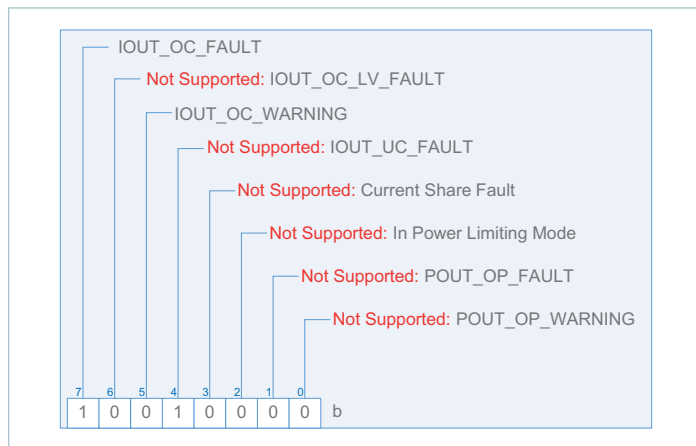 IOUT_OC_FAULT
Not Supported: IOUT_OC_LV_FAULT
IOUT_OC_WARNING
Not Supported: IOUT_UC_FAULT
Not Supported: Current Share Fault
Not Supported: In Power Limiting Mode
Not Supported: POUT_OP_FAULT
Not Supported: POUT_OP_WARNING
7 6 5 4 3 2 1 0
1 0 0 1 0 0 0 0 b